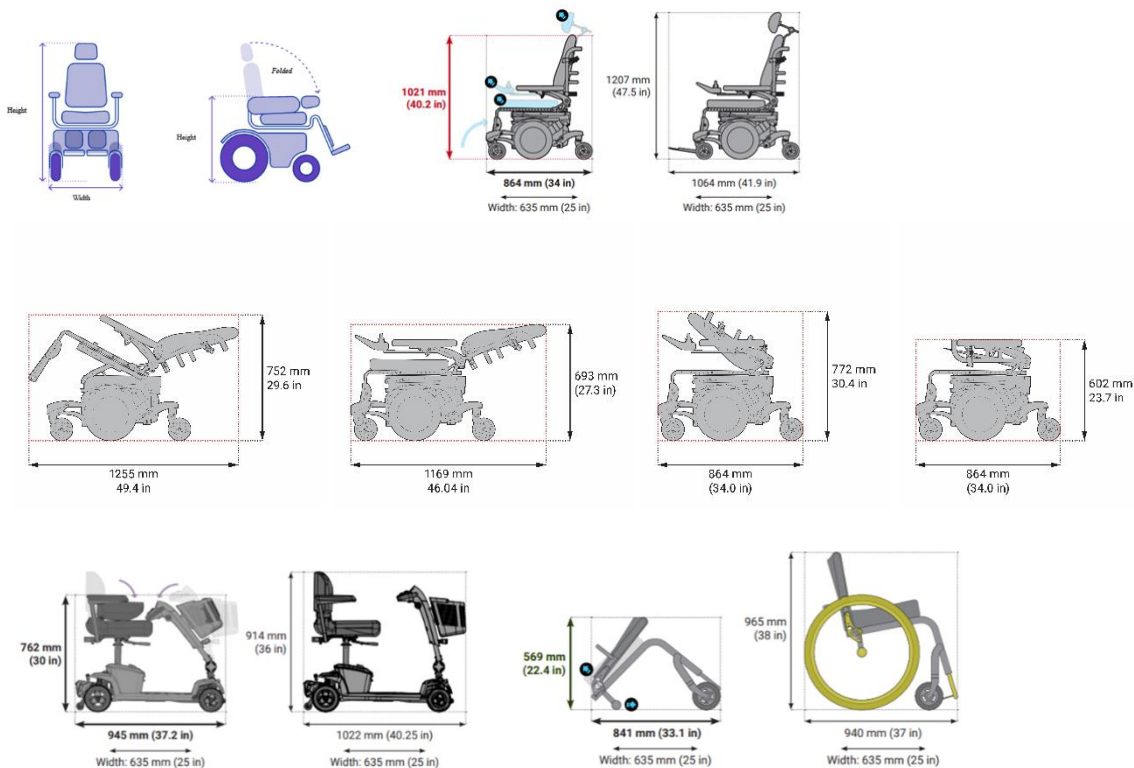 Height
Width
Folded
Height
1021 mm
(40.2 in)
864 mm (34 in)
Width: 635 mm (25 in)
1207 mm
(47.5 in)
1064 mm (41.9 in)
Width: 635 mm (25 in)
752 mm
29.6 in
1255 mm
49.4 in
693 mm
(27.3 in)
1169 mm
46.04 in
772 mm
30.4 in
864 mm
(34.0 in)
602 mm
23.7 in
864 mm
(34.0 in)
762 mm
(30 in)
945 mm (37.2 in)
Width: 635 mm (25 in)
914 mm
(36 in)
1022 mm (40.25 in)
Width: 635 mm (25 in)
569 mm
(22.4 in)
841 mm (33.1 in)
Width: 635 mm (25 in)
965 mm
(38 in)
940 mm (37 in)
Width: 635 mm (25 in)